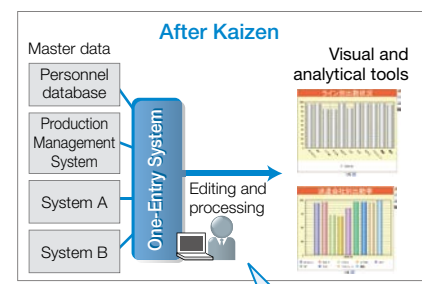 After Kaizen
Master data
Personnel
database
Production
Management
System
System A
System B
One-Entry System
Editing and
processing
Visual and
analytical tools